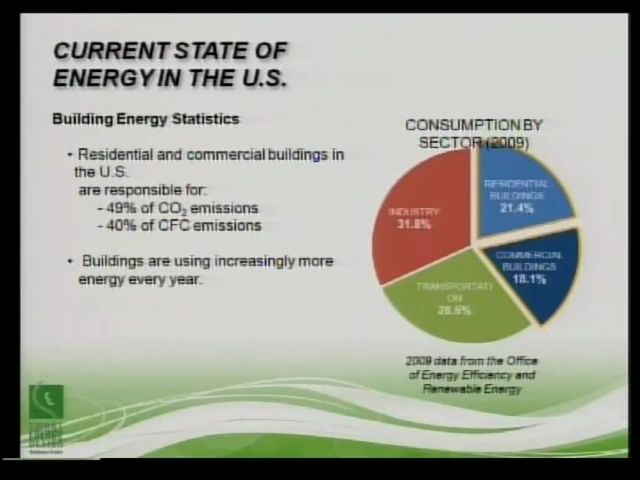 CURRENT STATE OF
ENERGY IN THE U.S.
Building Energy Statistics
• Residential and commercial buildings in
the U.S.
are responsible for:
- 49% of CO2 emissions
- 40% of CFC emissions
• Buildings are using increasingly more
energy every year.
CONSUMPTION BY
SECTOR (2009)
RESIDENTIAL
BUILDINGS
21.4%
INDUSTRY
31.8%
COMMERCIAL
BUILDINGS
18.1%
TRANSPORTATI
ON
28.6%
2009 data from the Office
of Energy Efficiency and
Renewable Energy